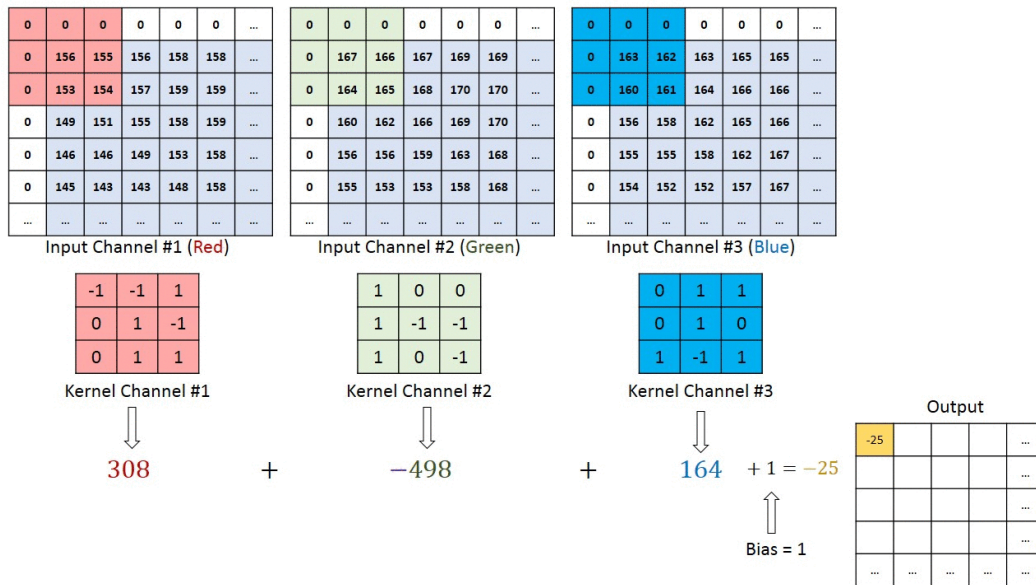 0 0 0 0 0 0 ...
0 156 155 156 158 158 ...
0 153 154 157 159 159 ...
0 149 151 155 158 159 ...
0 146 146 149 153 158 ...
0 145 143 143 148 158 ...
... ... ... ... ... ... ...
Input Channel #1 (Red)
0 0 0 0 0 0 ...
0 167 166 167 169 169 ...
0 164 165 168 170 170 ...
0 160 162 166 169 170 ...
0 156 156 159 163 168 ...
0 155 153 153 158 168 ...
... ... ... ... ... ... ...
Input Channel #2 (Green)
0 0 0 0 0 0 ...
0 163 162 163 165 165 ...
0 160 161 164 166 166 ...
0 156 158 162 165 166 ...
0 155 155 158 162 167 ...
0 154 152 152 157 167 ...
... ... ... ... ... ... ...
Input Channel #3 (Blue)
-1 -1 1
0 1 -1
0 1 1
Kernel Channel #1
1 0 0
1 -1 -1
1 0 -1
Kernel Channel #2
0 1 1
0 1 0
1 -1 1
Kernel Channel #3
308 + −498 + 164 + 1 = −25
Bias = 1
Output
-25 ...
...
...
...
... ... ... ... ...